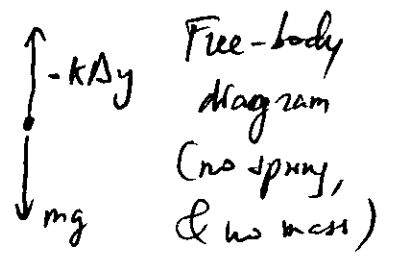 Free-body
-kΔy
diagram
(no spring,
mg
& no mass)